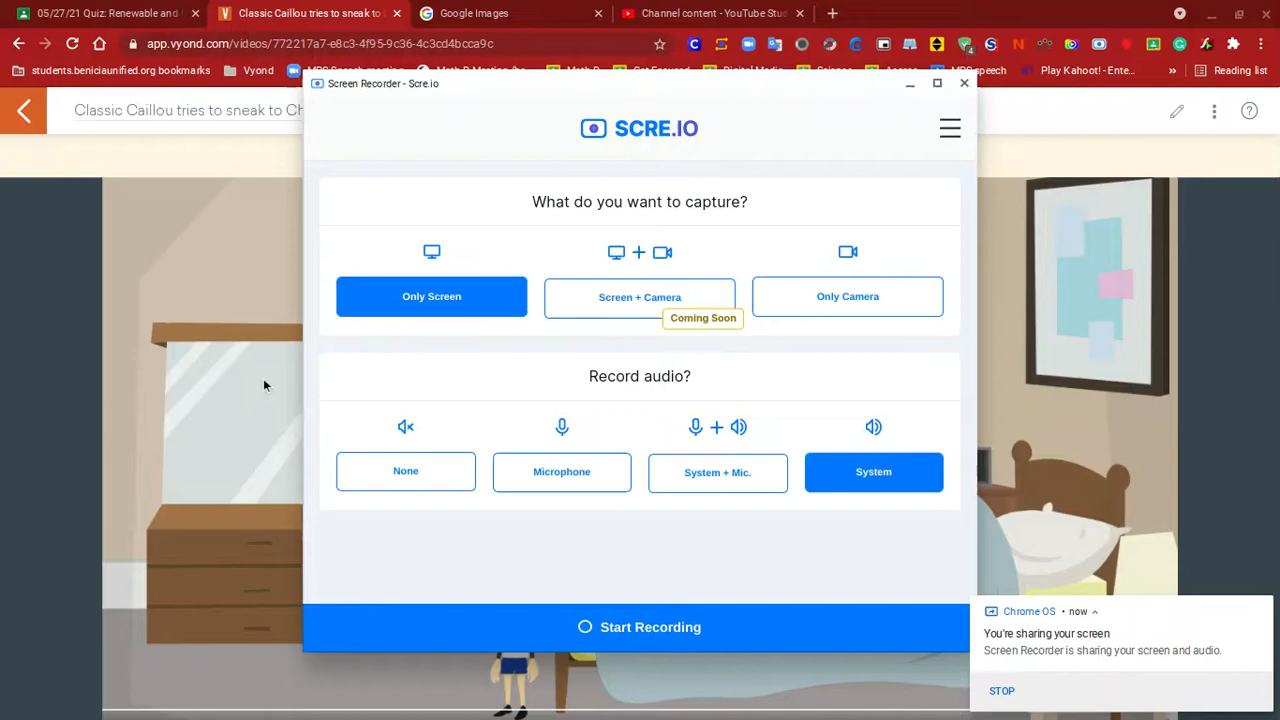 05/27/21 Quiz: Renewable and
Classic Caillou tries to sneak to
Google Images
Channel content - YouTube Stud
app.vyond.com/videos/772217a7-e8c3-4f95-9c36-4c3cd4bcca9c
students.beniciaunified.org bookmarks
Vyond
speech
Play Kahoot! - Ente...
Reading list
Classic Caillou tries to sneak to Ch
Screen Recorder - Scre.io
SCRE.IO
What do you want to capture?
Only Screen
Screen + Camera
Only Camera
Coming Soon
Record audio?
None
Microphone
System + Mic.
System
Start Recording
Chrome OS • now
You're sharing your screen
Screen Recorder is sharing your screen and audio.
STOP